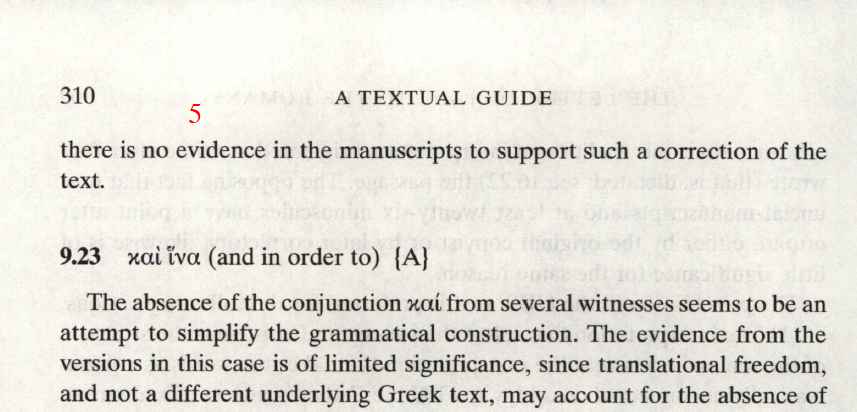 310 A TEXTUAL GUIDE
5
there is no evidence in the manuscripts to support such a correction of the
text.
9.23 καὶ ἵνα (and in order to) {A}
The absence of the conjunction καί from several witnesses seems to be an
attempt to simplify the grammatical construction. The evidence from the
versions in this case is of limited significance, since translational freedom,
and not a different underlying Greek text, may account for the absence of